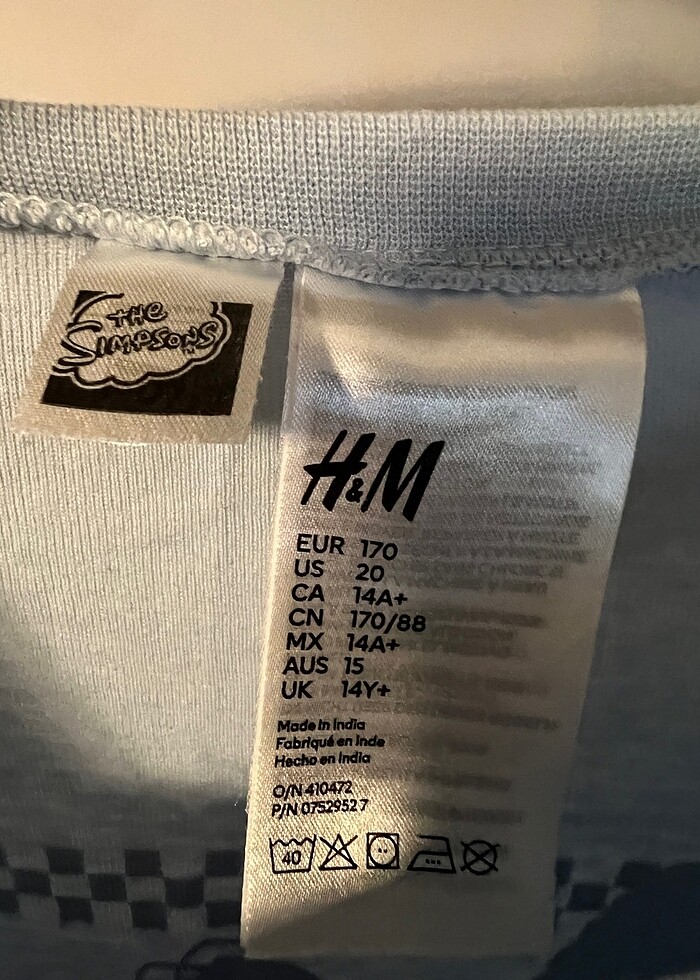 THE
SIMPSONS
H&M
EUR 170
US 20
CA 14A+
CN 170/88
MX 14A+
AUS 15
UK 14Y+
Made in India
Fabriqué en Inde
Hecho en India
O/N 410472
P/N 0752952 7
40